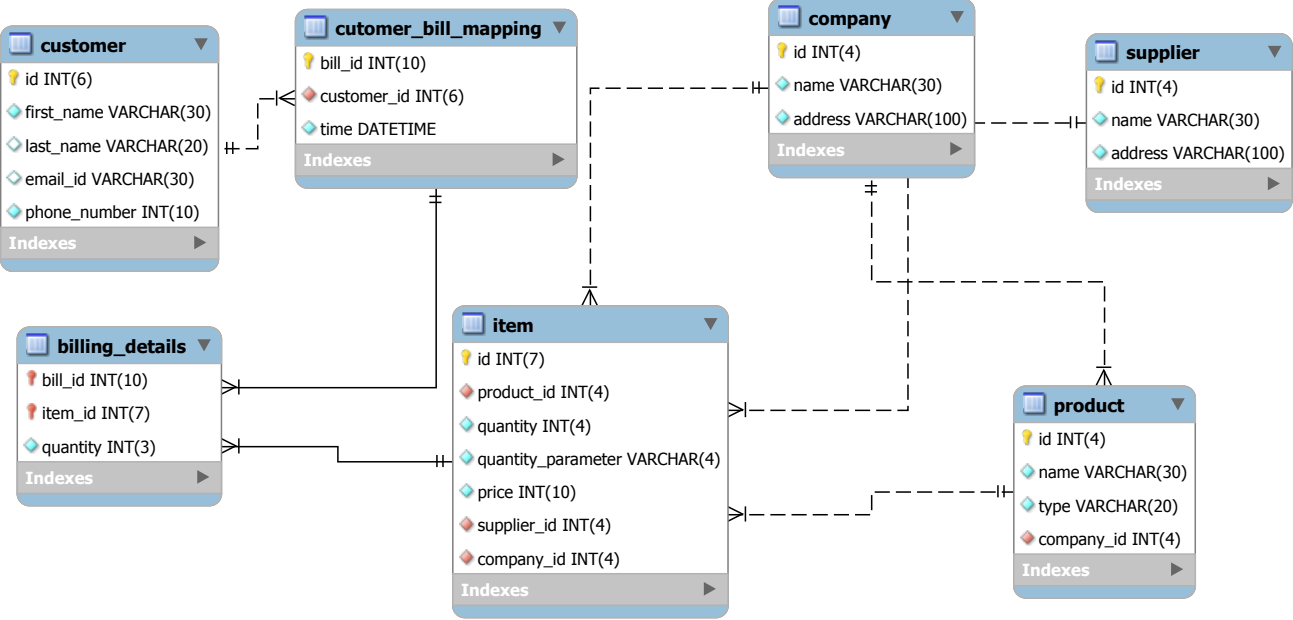 customer
id INT(6)
first_name VARCHAR(30)
last_name VARCHAR(20)
email_id VARCHAR(30)
phone_number INT(10)
Indexes
cutomer_bill_mapping
bill_id INT(10)
customer_id INT(6)
time DATETIME
Indexes
company
id INT(4)
name VARCHAR(30)
address VARCHAR(100)
Indexes
supplier
id INT(4)
name VARCHAR(30)
address VARCHAR(100)
Indexes
billing_details
bill_id INT(10)
item_id INT(7)
quantity INT(3)
Indexes
item
id INT(7)
product_id INT(4)
quantity INT(4)
quantity_parameter VARCHAR(4)
price INT(10)
supplier_id INT(4)
company_id INT(4)
Indexes
product
id INT(4)
name VARCHAR(30)
type VARCHAR(20)
company_id INT(4)
Indexes